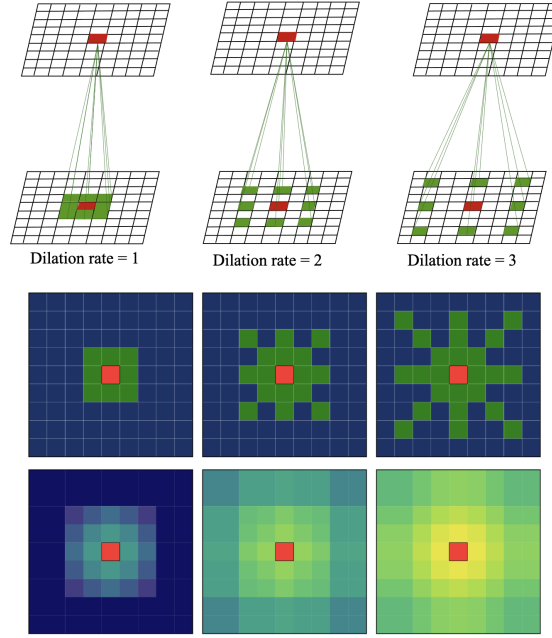 Dilation rate = 1
Dilation rate = 2
Dilation rate = 3